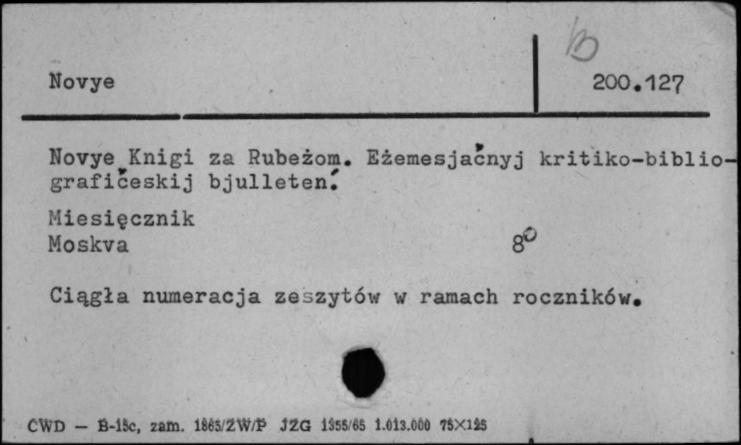 B
Novye 200.127
Novye Knigi za Rubeżom. Eżemesjačnyj kritiko-biblio-
grafičeskij bjulleten'.
Miesięcznik
Moskva 8°
Ciągła numeracja zeszytów w ramach roczników.
CWD — B-15c, zam. 1865/ZW/P JZG 1355/65 1.013.000 75×125